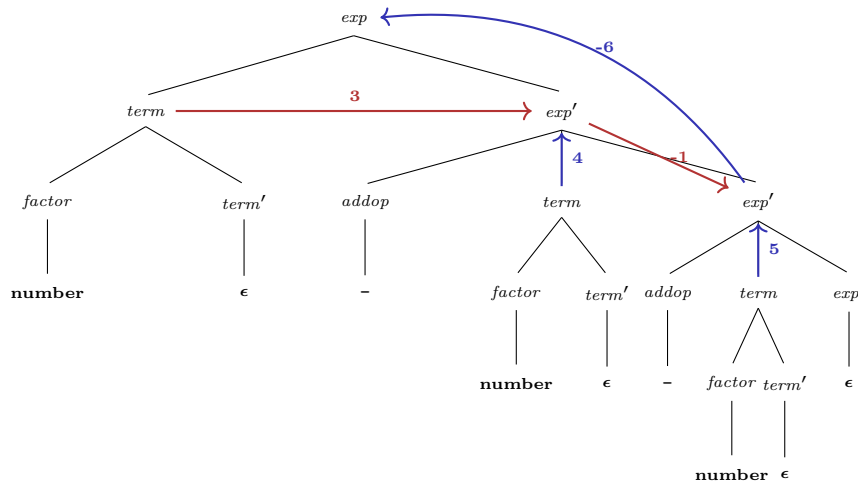 exp
-6
3
term exp′
4 -1
factor term′ addop term exp′
5
number ϵ – factor term′ addop term exp
number ϵ – factor term′ ϵ
number ϵ